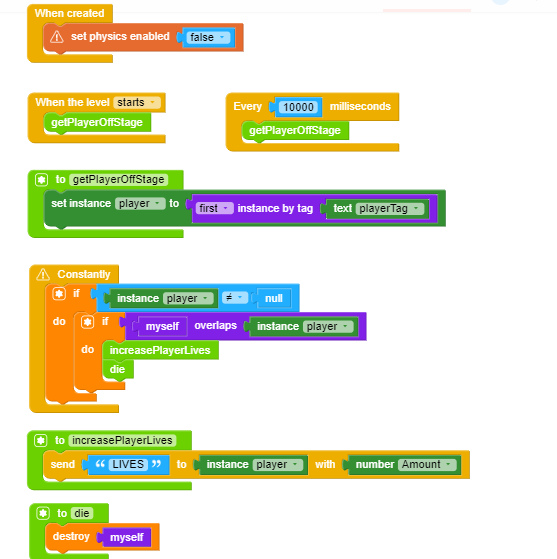 When created
set physics enabled false
When the level starts
getPlayerOffStage
Every 10000 milliseconds
getPlayerOffStage
to getPlayerOffStage
set instance player to first instance by tag text playerTag
Constantly
if instance player ≠ null
do if myself overlaps instance player
do increasePlayerLives
die
to increasePlayerLives
send “ LIVES ” to instance player with number Amount
to die
destroy myself